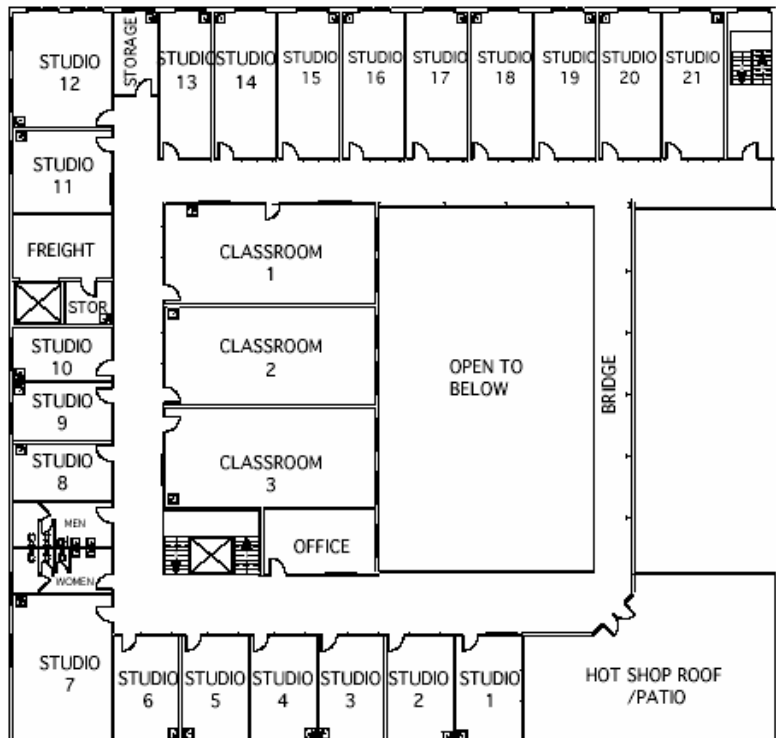 STUDIO
12
STORAGE
STUDIO
13
STUDIO
14
STUDIO
15
STUDIO
16
STUDIO
17
STUDIO
18
STUDIO
19
STUDIO
20
STUDIO
21
STUDIO
11
FREIGHT
STOR
STUDIO
10
STUDIO
9
STUDIO
8
MEN
WOMEN
STUDIO
7
CLASSROOM
1
CLASSROOM
2
CLASSROOM
3
OFFICE
OPEN TO
BELOW
BRIDGE
STUDIO
6
STUDIO
5
STUDIO
4
STUDIO
3
STUDIO
2
STUDIO
1
HOT SHOP ROOF
/PATIO